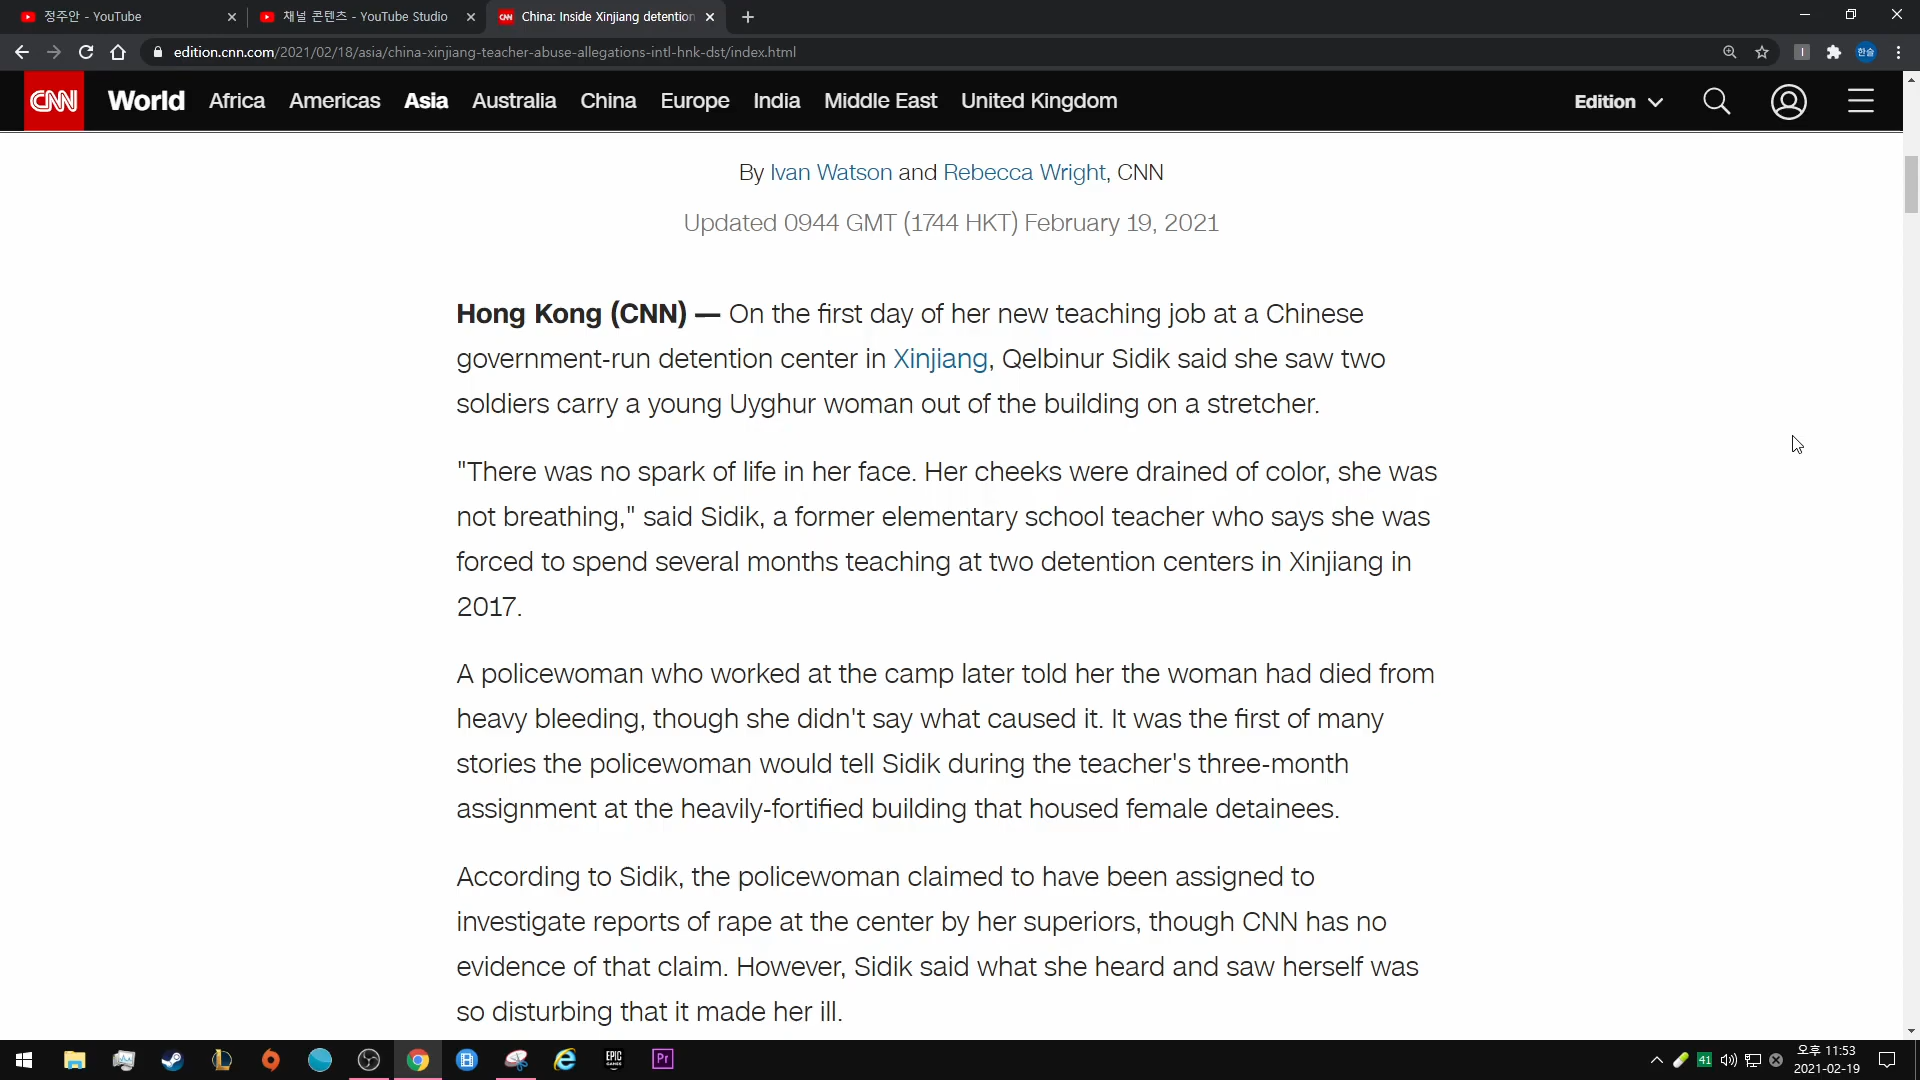 정주안 - YouTube
채널 콘텐츠 - YouTube Studio
CNN China: Inside Xinjiang detention
edition.cnn.com/2021/02/18/asia/china-xinjiang-teacher-abuse-allegations-intl-hnk-dst/index.html
한슬
CNN World Africa Americas Asia Australia China Europe India Middle East United Kingdom Edition
By Ivan Watson and Rebecca Wright, CNN
Updated 0944 GMT (1744 HKT) February 19, 2021
Hong Kong (CNN) — On the first day of her new teaching job at a Chinese
government-run detention center in Xinjiang, Qelbinur Sidik said she saw two
soldiers carry a young Uyghur woman out of the building on a stretcher.
"There was no spark of life in her face. Her cheeks were drained of color, she was
not breathing," said Sidik, a former elementary school teacher who says she was
forced to spend several months teaching at two detention centers in Xinjiang in
2017.
A policewoman who worked at the camp later told her the woman had died from
heavy bleeding, though she didn't say what caused it. It was the first of many
stories the policewoman would tell Sidik during the teacher's three-month
assignment at the heavily-fortified building that housed female detainees.
According to Sidik, the policewoman claimed to have been assigned to
investigate reports of rape at the center by her superiors, though CNN has no
evidence of that claim. However, Sidik said what she heard and saw herself was
so disturbing that it made her ill.
EPIC GAMES
Pr
41
오후 11:53
2021-02-19